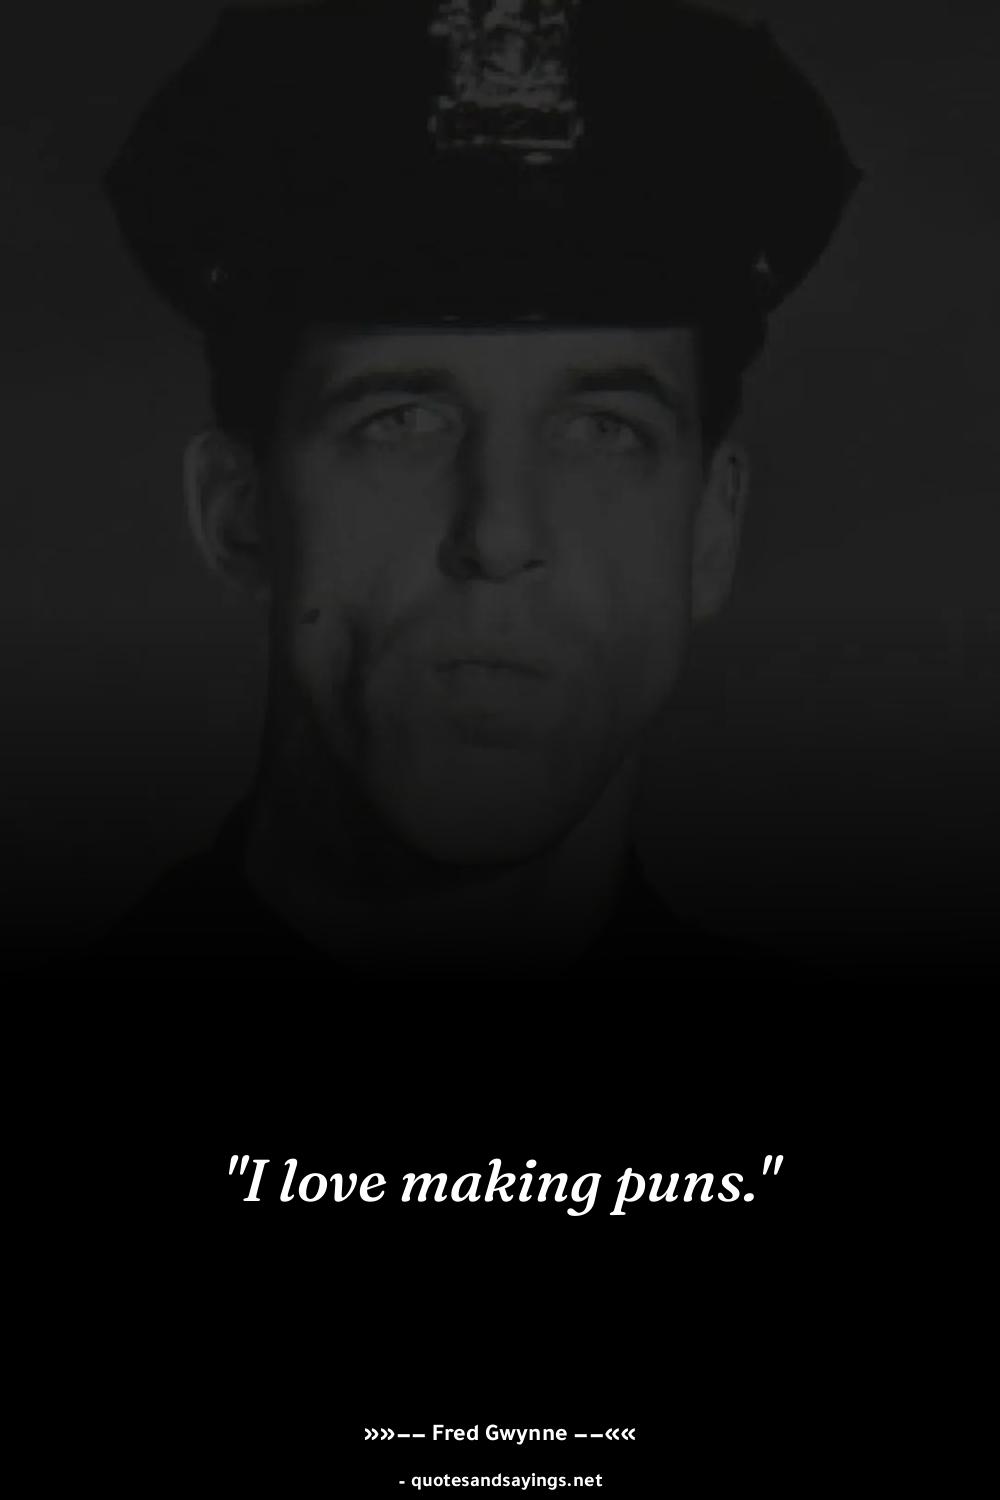 "I love making puns."
»»–– Fred Gwynne ––««
- quotesandsayings.net